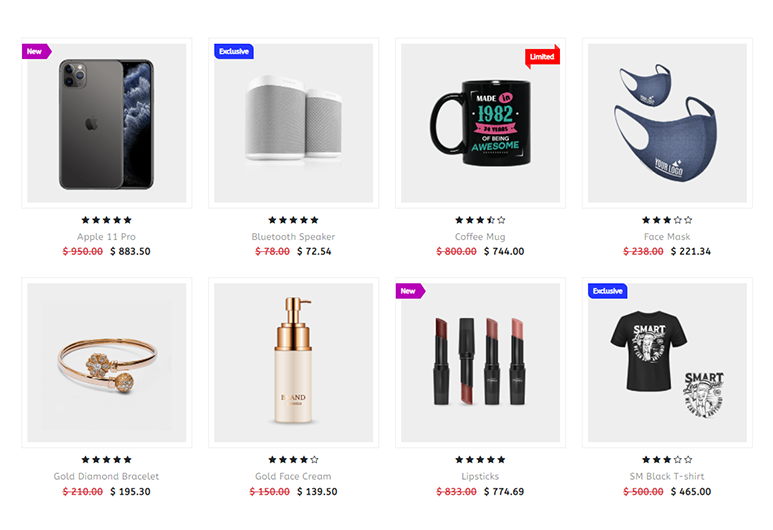 New
Exclusive
Limited
MADE in
1982
34 YEARS
OF BEING
AWESOME
YOUR LOGO
Apple 11 Pro
Bluetooth Speaker
Coffee Mug
Face Mask
$ 950.00 $ 883.50
$ 78.00 $ 72.54
$ 800.00 $ 744.00
$ 238.00 $ 221.34
New
Exclusive
SMART
SMART
Gold Diamond Bracelet
Gold Face Cream
Lipsticks
SM Black T-shirt
$ 210.00 $ 195.30
$ 150.00 $ 139.50
$ 833.00 $ 774.69
$ 500.00 $ 465.00